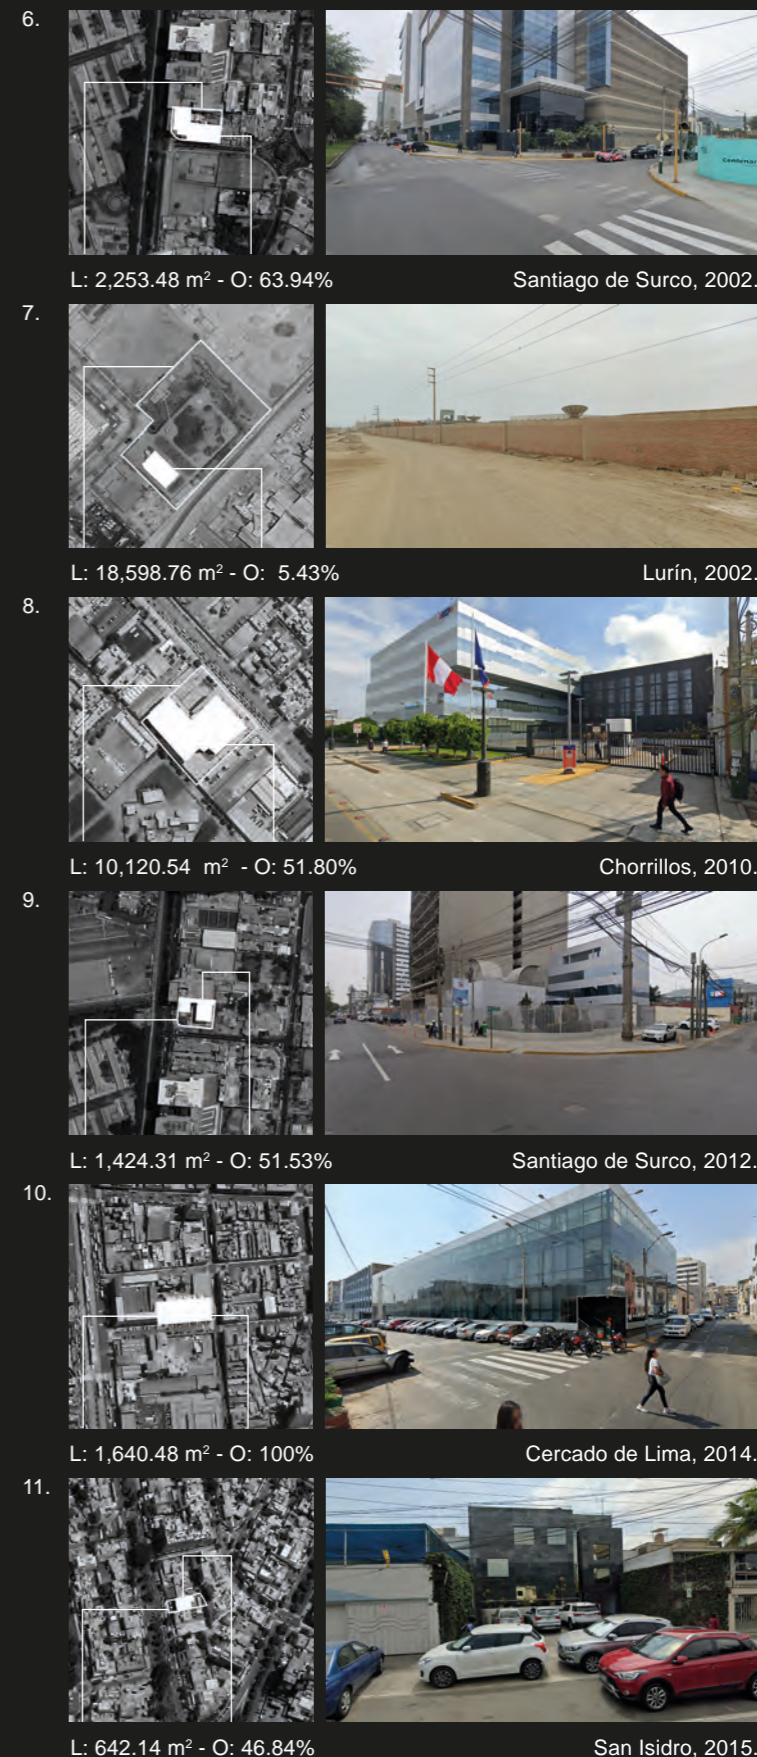 6.
Centenario
L: 2,253.48 m² - O: 63.94%
Santiago de Surco, 2002.
7.
L: 18,598.76 m² - O:  5.43%
Lurín, 2002.
8.
L: 10,120.54  m²  - O: 51.80%
Chorrillos, 2010.
9.
L: 1,424.31 m² - O: 51.53%
Santiago de Surco, 2012.
10.
L: 1,640.48 m² - O: 100%
Cercado de Lima, 2014.
11.
L: 642.14 m² - O: 46.84%
San Isidro, 2015.